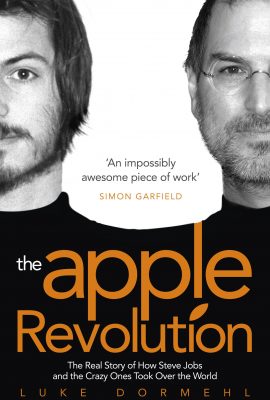 ‘An impossibly
awesome piece of work’
SIMON GARFIELD
the apple
Revolution
The Real Story of How Steve Jobs
and the Crazy Ones Took Over the World
LUKE DORMEHL